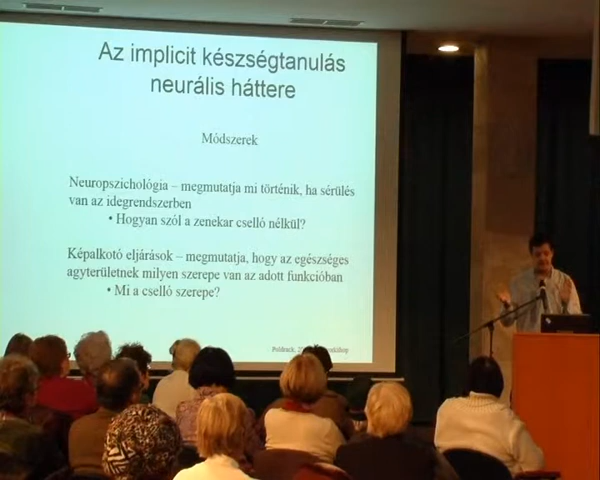 Az implicit készségtanulás
neurális háttere
Módszerek
Neuropszichológia – megmutatja mi történik, ha sérülés
van az idegrendszerben
• Hogyan szól a zenekar cselló nélkül?
Képalkotó eljárások – megmutatja, hogy az egészséges
agyterületnek milyen szerepe van az adott funkcióban
• Mi a cselló szerepe?
Poldrack,